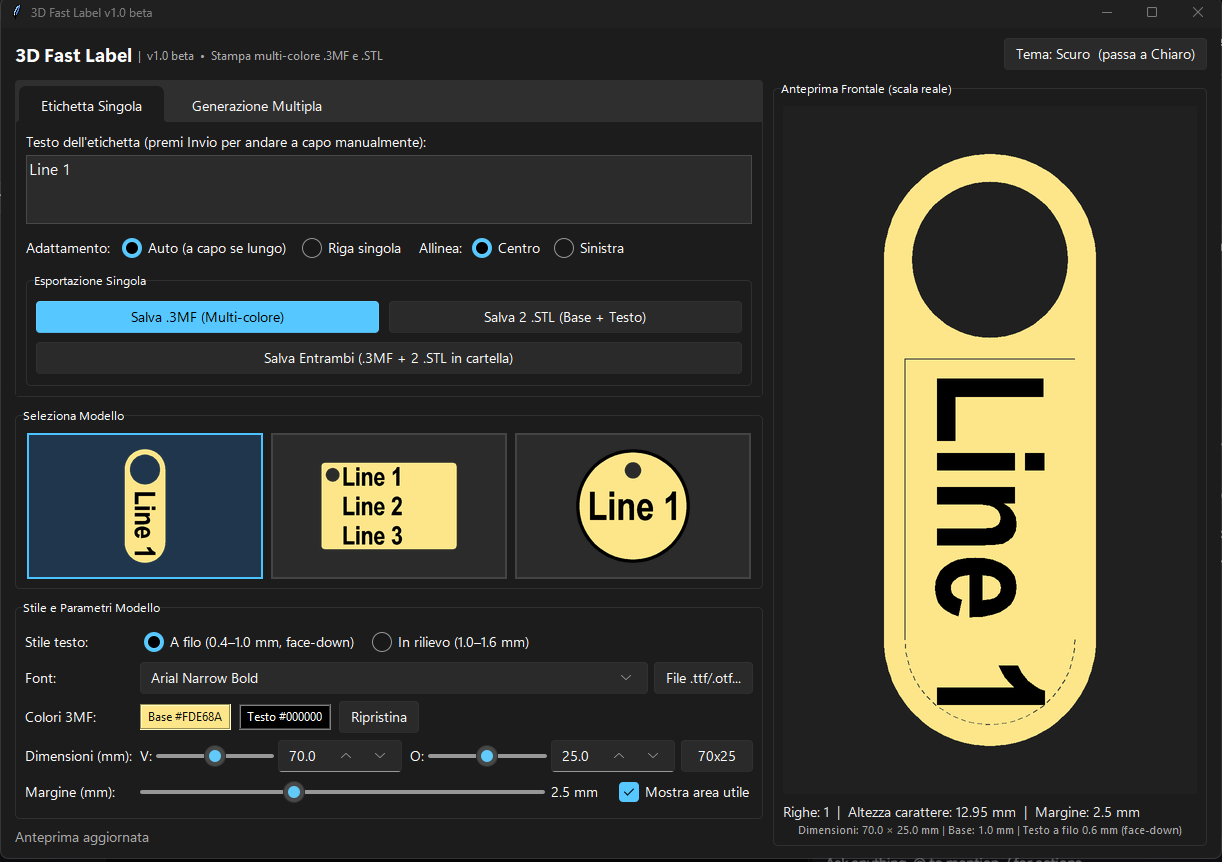 3D Fast Label v1.0 beta
3D Fast Label | v1.0 beta • Stampa multi-colore .3MF e .STL
Tema: Scuro (passa a Chiaro)
Etichetta Singola
Generazione Multipla
Testo dell'etichetta (premi Invio per andare a capo manualmente):
Line 1
Adattamento: Auto (a capo se lungo) Riga singola Allinea: Centro Sinistra
Esportazione Singola
Salva .3MF (Multi-colore)
Salva 2 .STL (Base + Testo)
Salva Entrambi (.3MF + 2 .STL in cartella)
Seleziona Modello
Line 1
Line 1
Line 2
Line 3
Line 1
Stile e Parametri Modello
Stile testo: A filo (0.4–1.0 mm, face-down) In rilievo (1.0–1.6 mm)
Font: Arial Narrow Bold File .ttf/.otf...
Colori 3MF: Base #FDE68A Testo #000000 Ripristina
Dimensioni (mm): V: 70.0 O: 25.0 70x25
Margine (mm): 2.5 mm Mostra area utile
Anteprima aggiornata
Anteprima Frontale (scala reale)
Line 1
Righe: 1 | Altezza carattere: 12.95 mm | Margine: 2.5 mm
Dimensioni: 70.0 × 25.0 mm | Base: 1.0 mm | Testo a filo 0.6 mm (face-down)